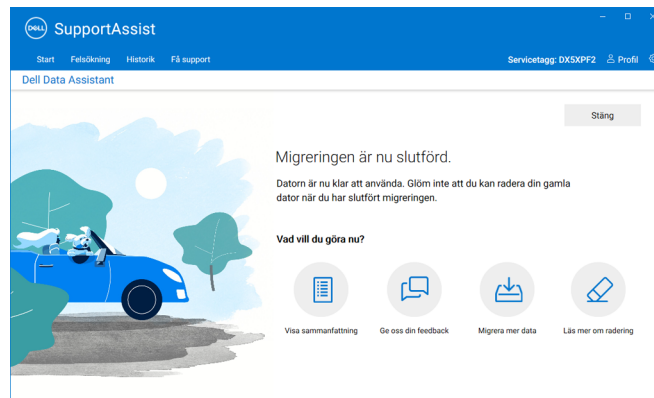 DELL SupportAssist
Start Felsökning Historik Få support Servicetagg: DX5XPF2 Profil
Dell Data Assistant
Stäng
Migreringen är nu slutförd.
Datorn är nu klar att använda. Glöm inte att du kan radera din gamla
dator när du har slutfört migreringen.
Vad vill du göra nu?
Visa sammanfattning Ge oss din feedback Migrera mer data Läs mer om radering